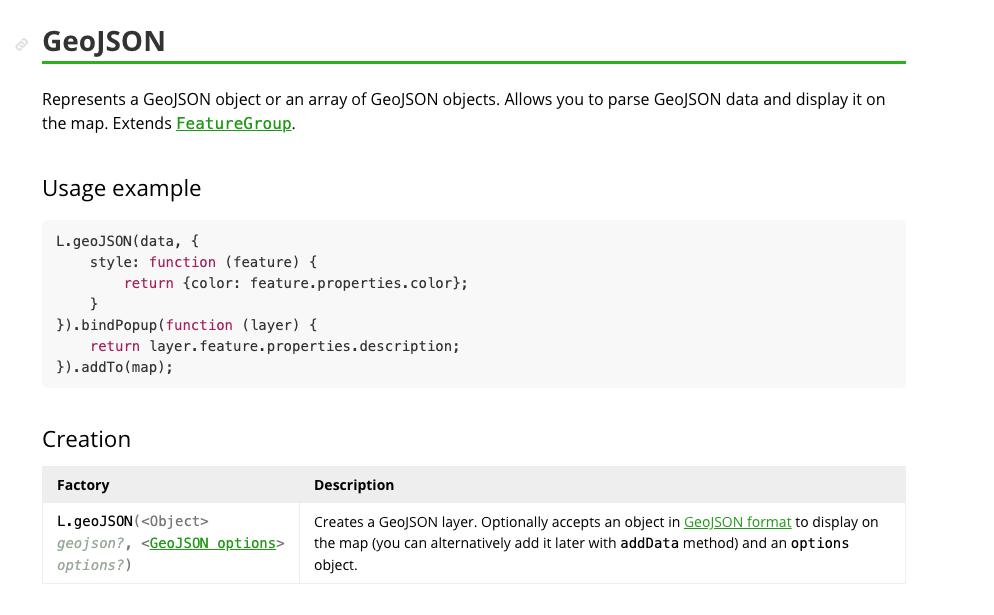 GeoJSON
Represents a GeoJSON object or an array of GeoJSON objects. Allows you to parse GeoJSON data and display it on
the map. Extends FeatureGroup.
Usage example
L.geoJSON(data, {
    style: function (feature) {
        return {color: feature.properties.color};
    }
}).bindPopup(function (layer) {
    return layer.feature.properties.description;
}).addTo(map);
Creation
Factory
Description
L.geoJSON(<Object>
geojson?, <GeoJSON options>
options?)
Creates a GeoJSON layer. Optionally accepts an object in GeoJSON format to display on
the map (you can alternatively add it later with addData method) and an options
object.